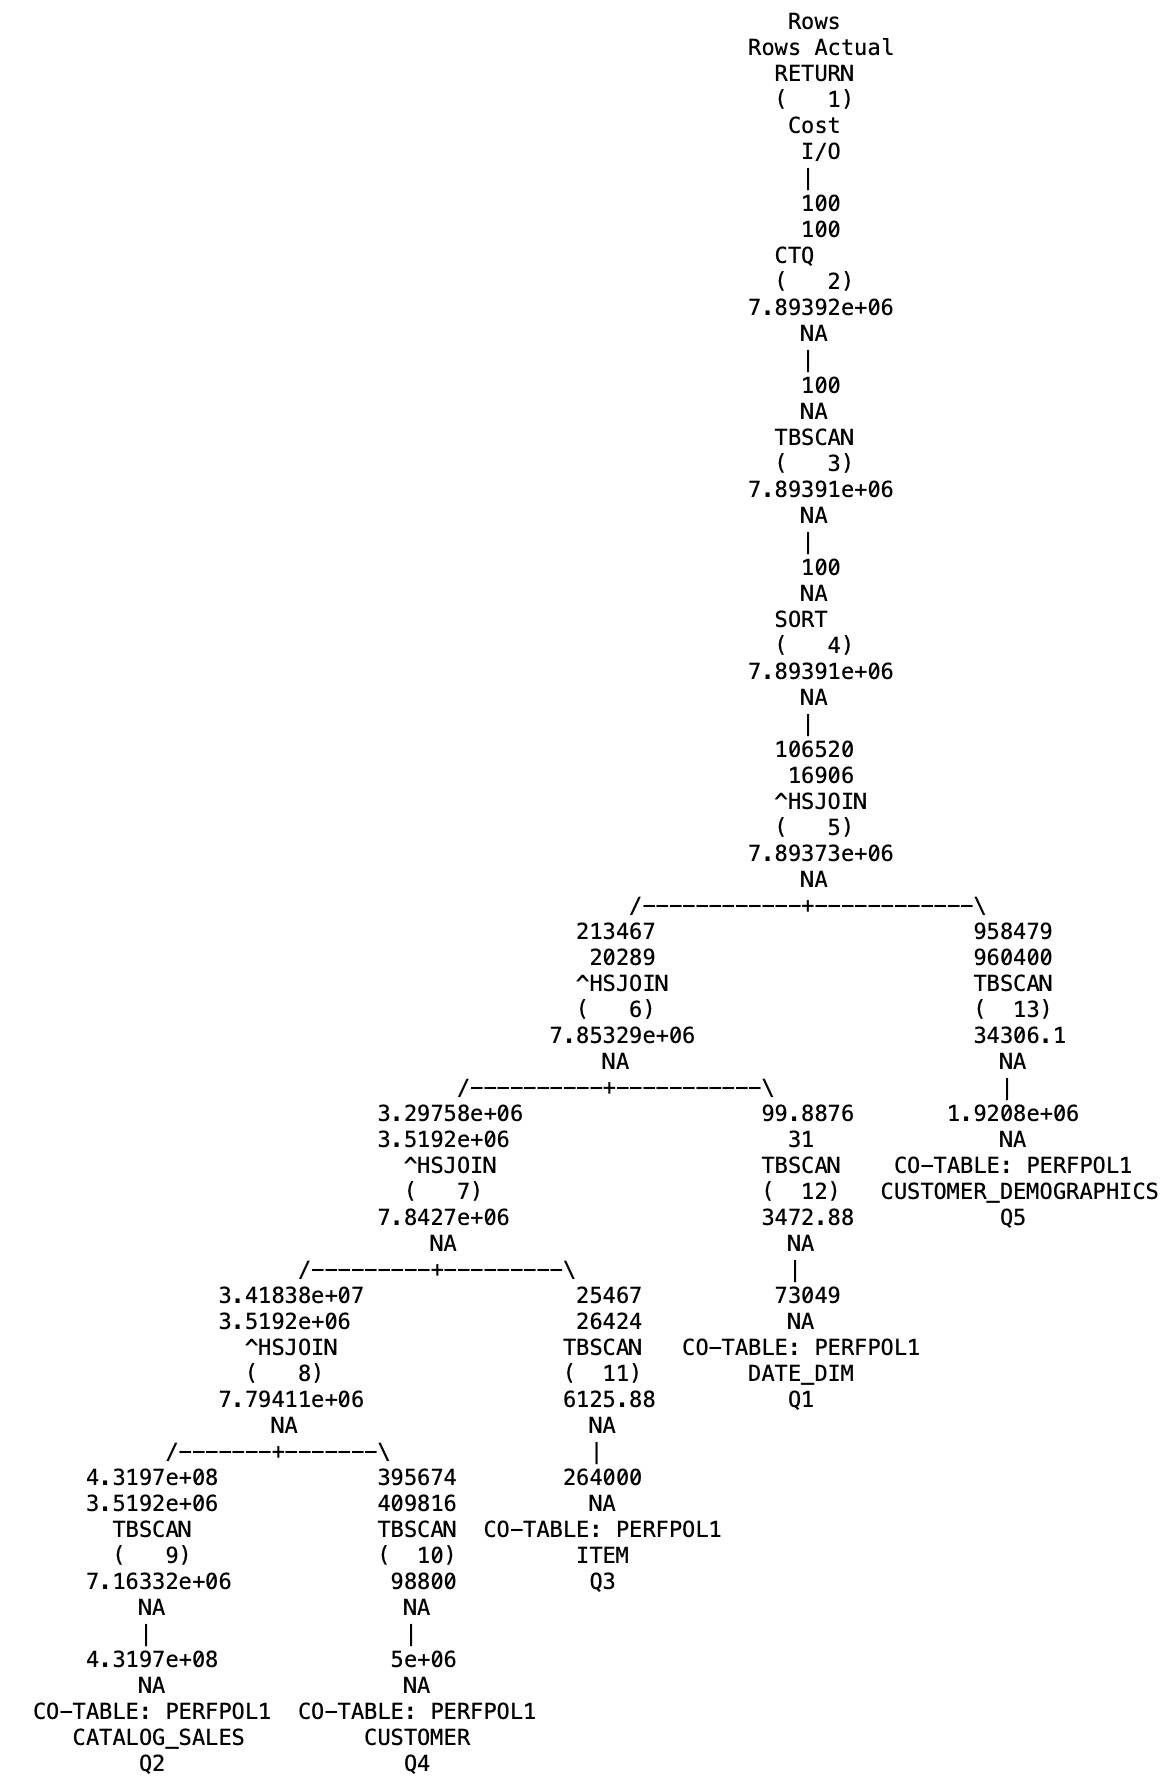 Rows
Rows Actual
RETURN
(   1)
Cost
I/O
|
100
100
CTQ
(   2)
7.89392e+06
NA
|
100
NA
TBSCAN
(   3)
7.89391e+06
NA
|
100
NA
SORT
(   4)
7.89391e+06
NA
|
106520
16906
^HSJOIN
(   5)
7.89373e+06
NA
/------------+------------\
213467 958479
20289 960400
^HSJOIN TBSCAN
(   6) (  13)
7.85329e+06 34306.1
NA NA
/----------+-----------\ |
3.29758e+06 99.8876 1.9208e+06
3.5192e+06 31 NA
^HSJOIN TBSCAN CO-TABLE: PERFPOL1
(   7) (  12) CUSTOMER_DEMOGRAPHICS
7.8427e+06 3472.88 Q5
NA NA
/---------+---------\ |
3.41838e+07 25467 73049
3.5192e+06 26424 NA
^HSJOIN TBSCAN CO-TABLE: PERFPOL1
(   8) (  11) DATE_DIM
7.79411e+06 6125.88 Q1
NA NA
/-------+-------\ |
4.3197e+08 395674 264000
3.5192e+06 409816 NA
TBSCAN TBSCAN CO-TABLE: PERFPOL1
(   9) (  10) ITEM
7.16332e+06 98800 Q3
NA NA
| |
4.3197e+08 5e+06
NA NA
CO-TABLE: PERFPOL1 CO-TABLE: PERFPOL1
CATALOG_SALES CUSTOMER
Q2 Q4